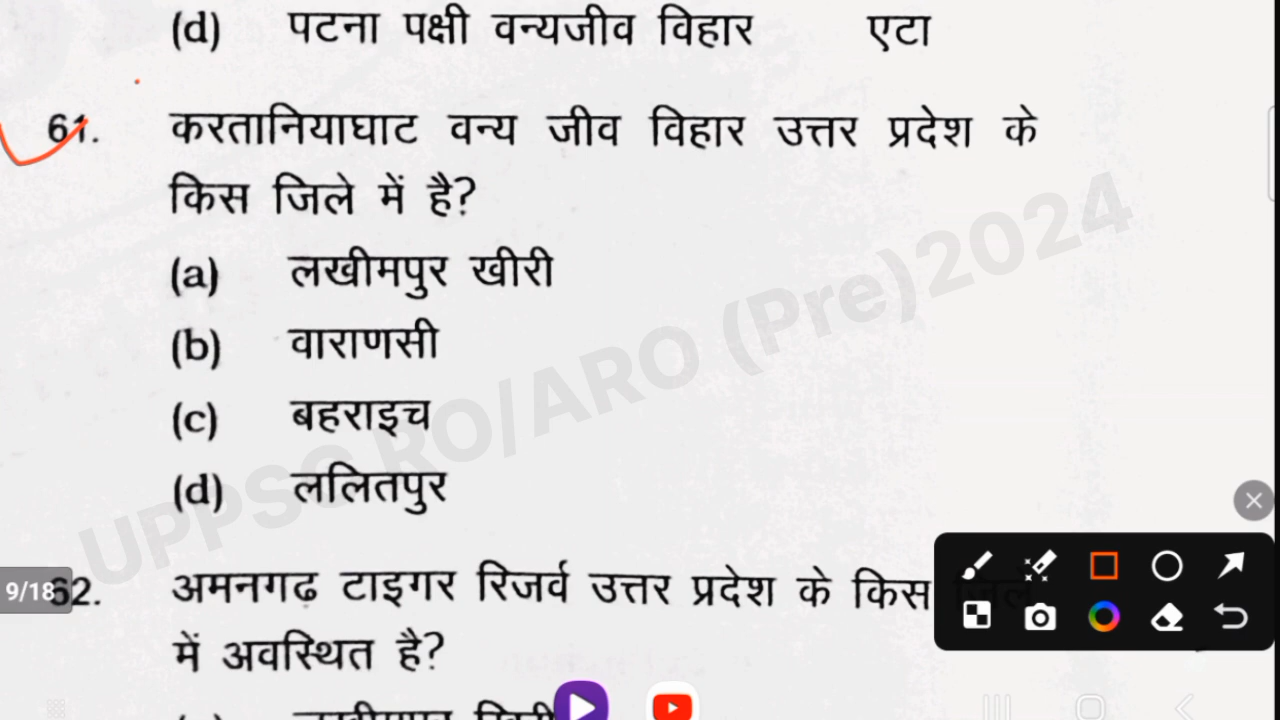 (d) पटना पक्षी वन्यजीव विहार एटा
61. करतानियाघाट वन्य जीव विहार उत्तर प्रदेश के
किस जिले में है?
(a) लखीमपुर खीरी
(b) वाराणसी
(c) बहराइच
(d) ललितपुर
UPPSC RO/ARO (Pre) 2024
9/18
62. अमनगढ टाइगर रिजर्व उत्तर प्रदेश के किस जिले
में अवस्थित है?